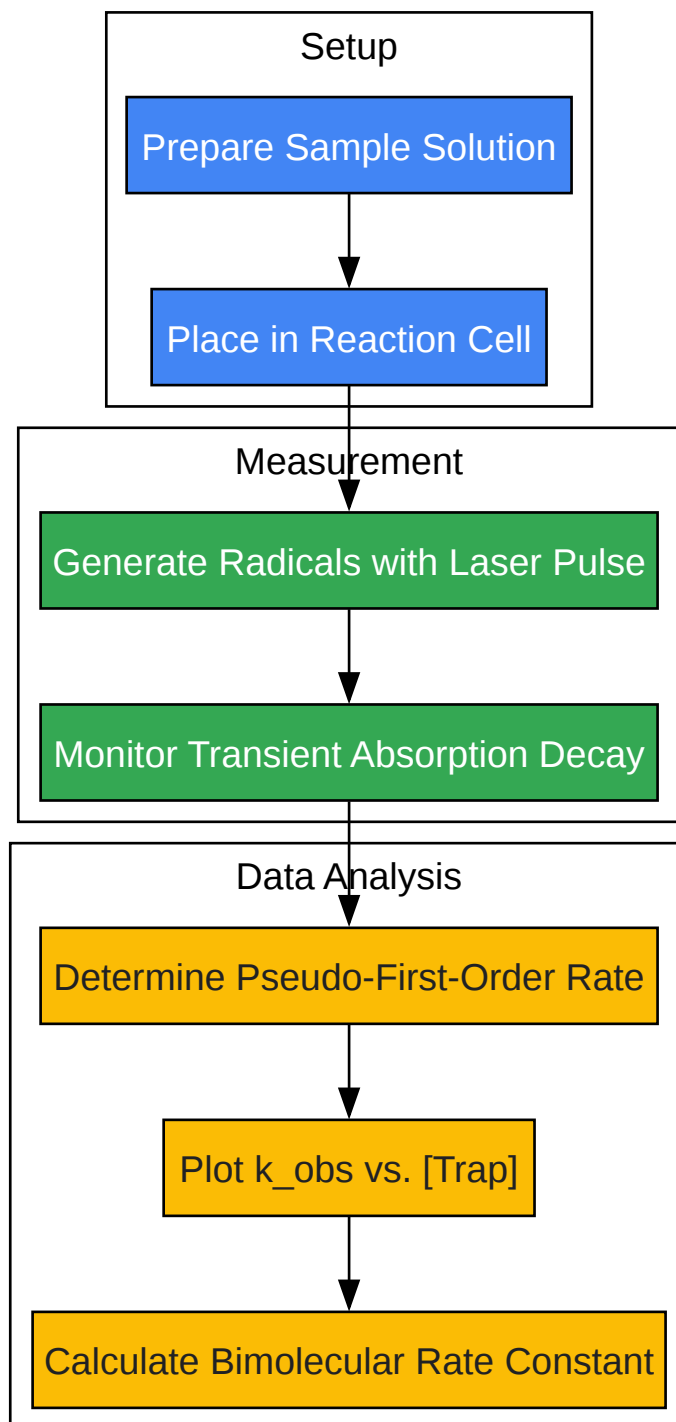 Setup
Prepare Sample Solution
Place in Reaction Cell
Measurement
Generate Radicals with Laser Pulse
Monitor Transient Absorption Decay
Data Analysis
Determine Pseudo-First-Order Rate
Plot k_obs vs. [Trap]
Calculate Bimolecular Rate Constant